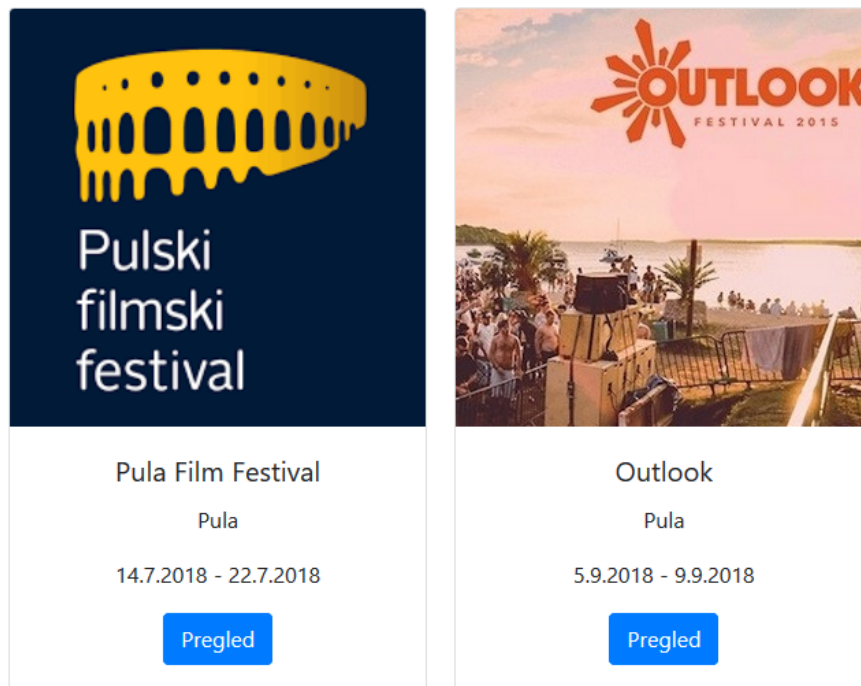 Pulski
filmski
festival
Pula Film Festival
Pula
14.7.2018 - 22.7.2018
Pregled
OUTLOOK
FESTIVAL 2015
Outlook
Pula
5.9.2018 - 9.9.2018
Pregled